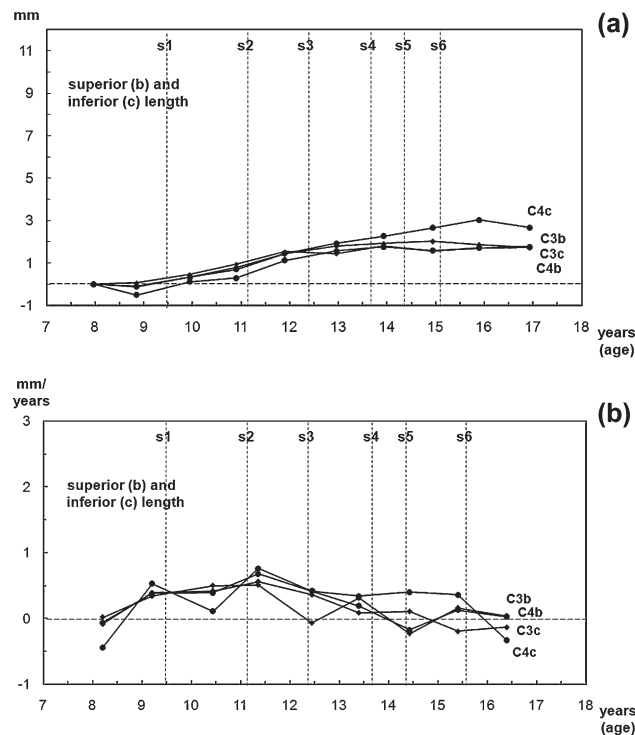 mm
(a)
s1 s2 s3 s4 s5 s6
11
superior (b) and
inferior (c) length
9
7
5
3
1
-1
C4c
C3b
C3c
C4b
7 8 9 10 11 12 13 14 15 16 17 18
years
(age)
mm/
years
(b)
3
s1 s2 s3 s4 s5 s6
superior (b) and
inferior (c) length
2
1
0
-1
C3b
C4b
C3c
C4c
7 8 9 10 11 12 13 14 15 16 17 18
years
(age)